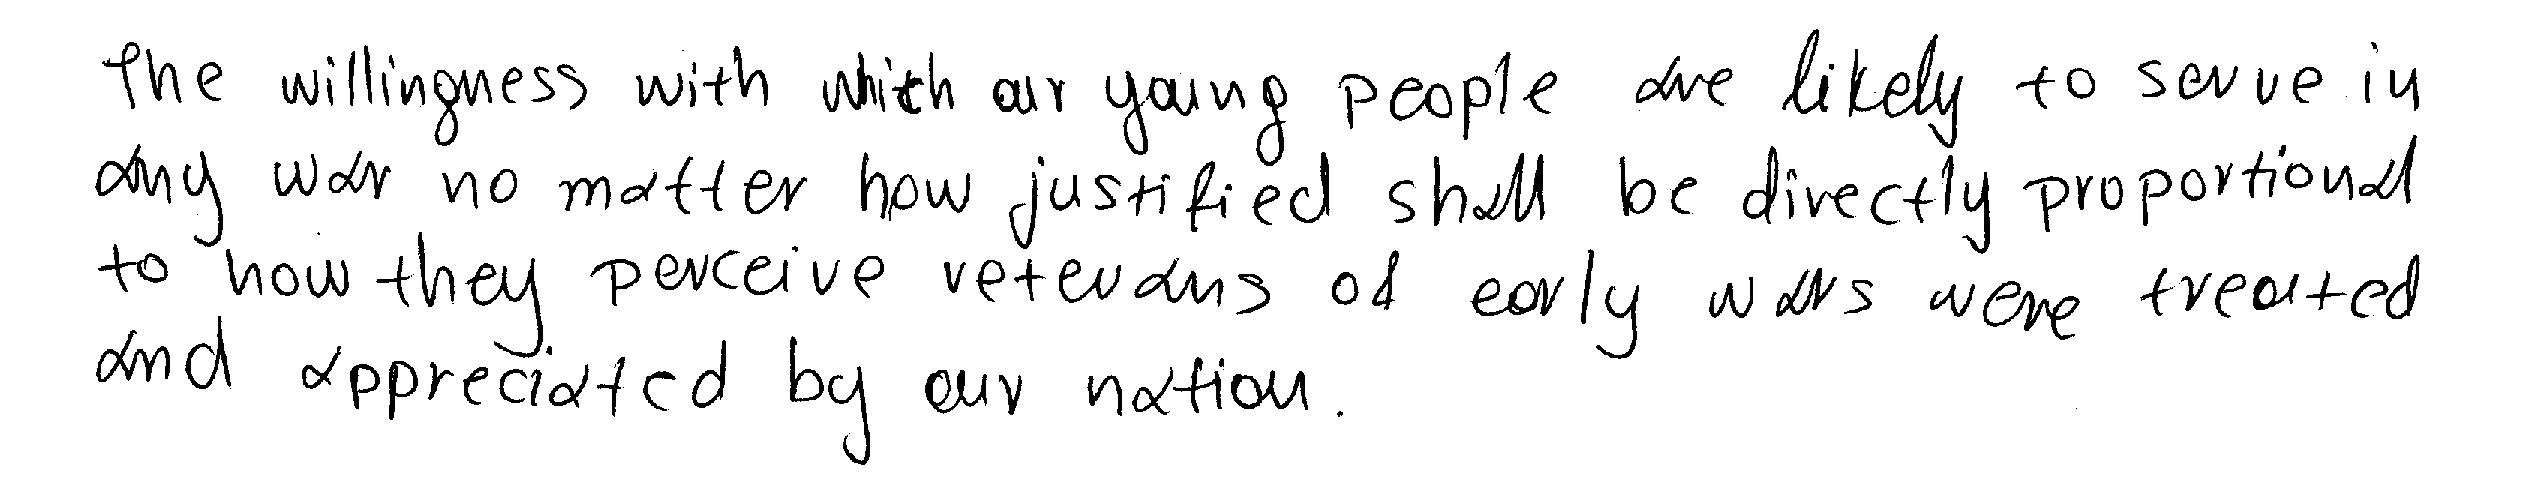 The willingness with which our young people are likely to serve in
any war no matter how justified shall be directly proportional
to how they perceive veterans of early wars were treated
and appreciated by our nation.